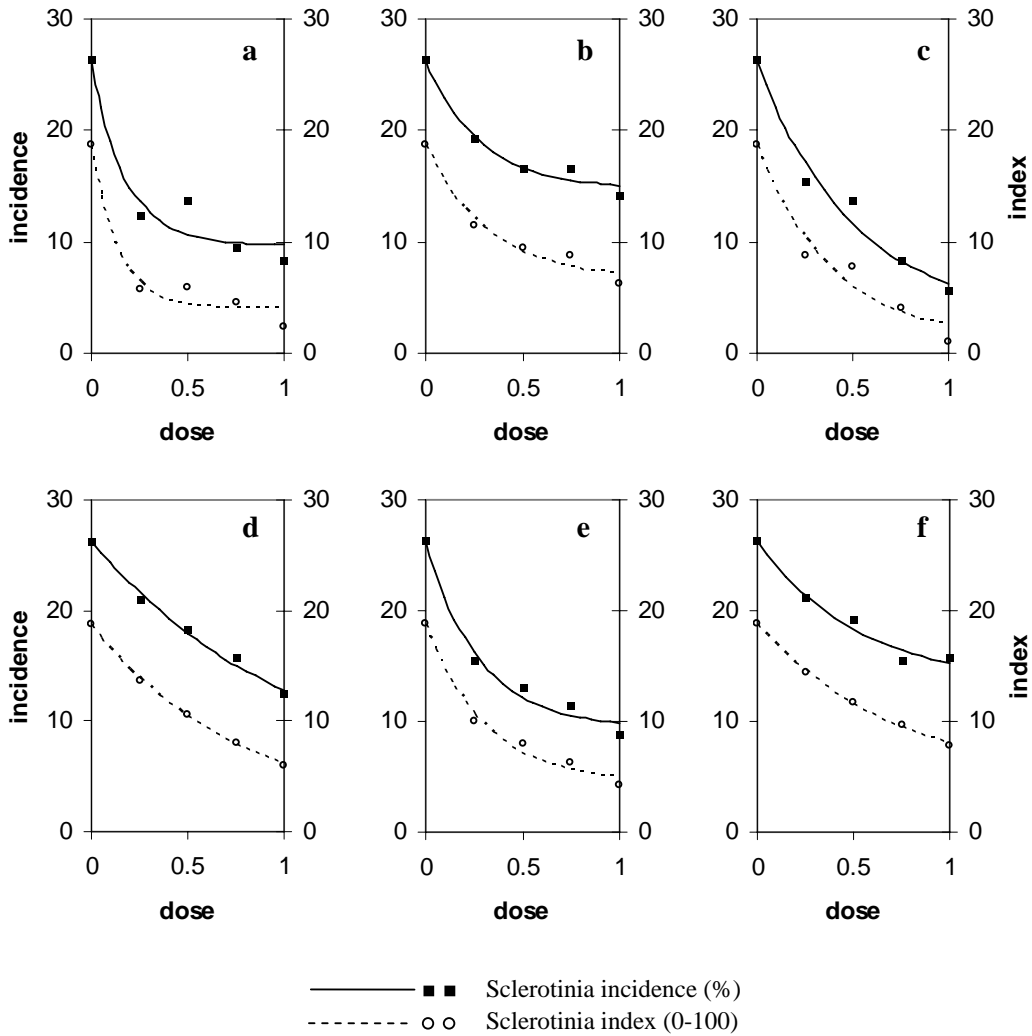 30 30 30 30 30 30
a b c
20 20 20 20 20 20
10 10 10 10 10 10
0 0 0 0 0 0
incidence
index
0 0.5 1 0 0.5 1 0 0.5 1
dose dose dose
30 30 30 30 30 30
d e f
20 20 20 20 20 20
10 10 10 10 10 10
0 0 0 0 0 0
incidence
index
0 0.5 1 0 0.5 1 0 0.5 1
dose dose dose
Sclerotinia incidence (%)
Sclerotinia index (0-100)